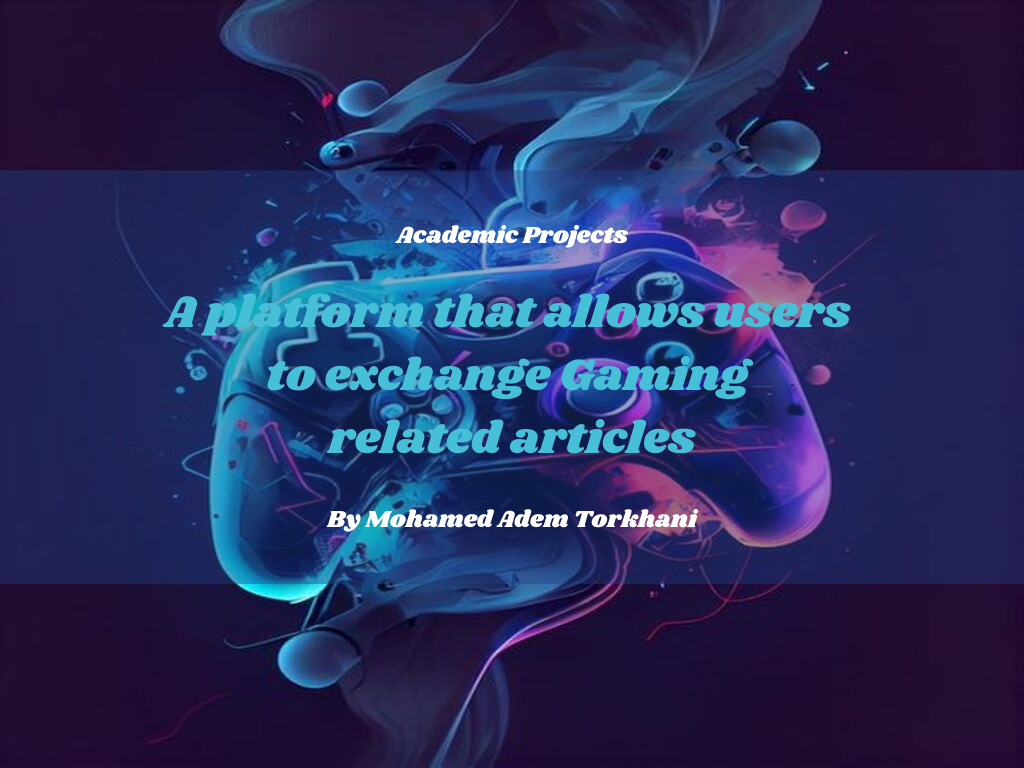 Academic Projects
A platform that allows users
to exchange Gaming
related articles
By Mohamed Adem Torkhani